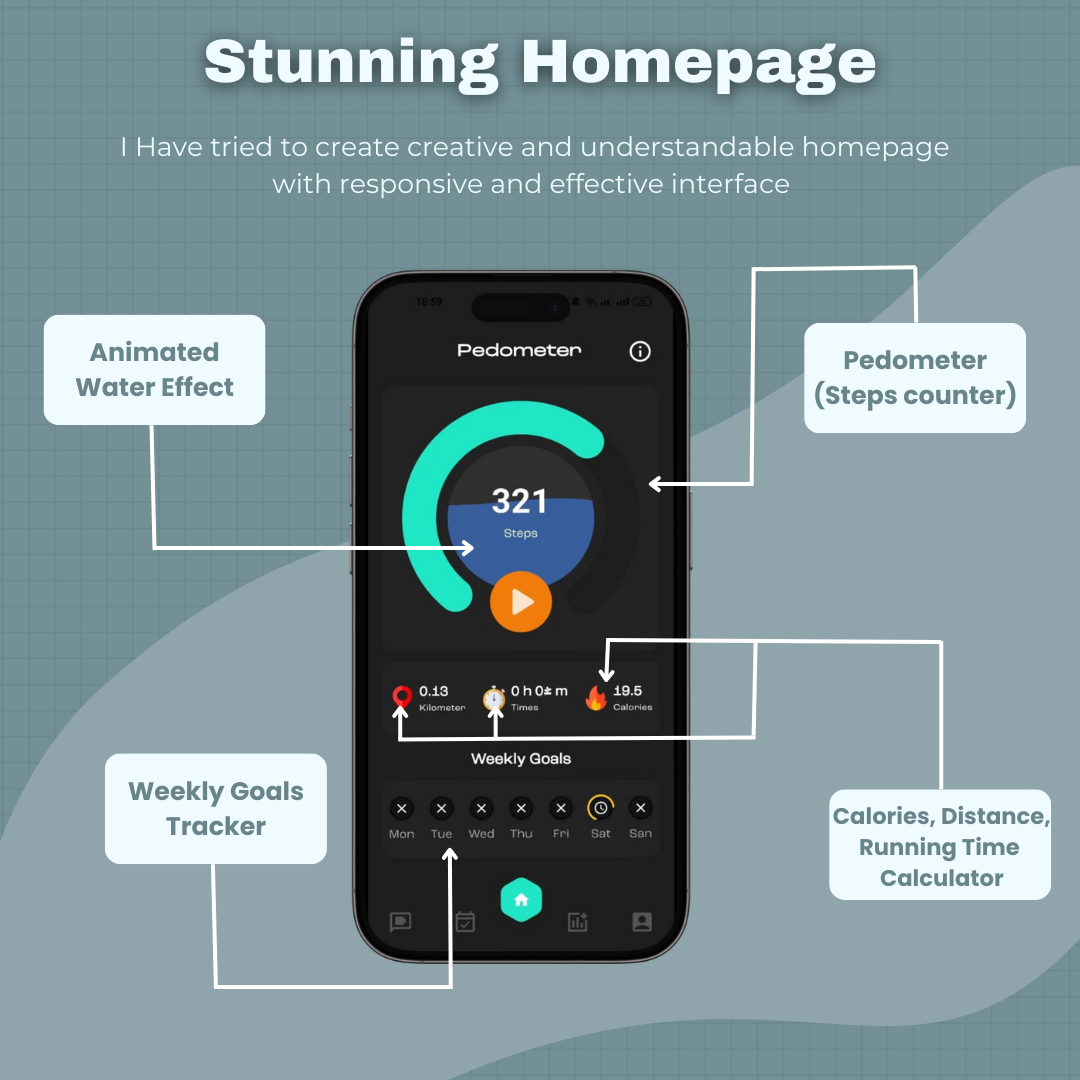 Stunning Homepage
I Have tried to create creative and understandable homepage
with responsive and effective interface
18:59
Pedometer
Animated
Water Effect
Pedometer
(Steps counter)
321
Steps
0.13
Kilometer
0 h m
Times
19.5
Calories
Weekly Goals
Weekly Goals
Tracker
Mon Tue Wed Thu Fri Sat San
Calories, Distance,
Running Time
Calculator